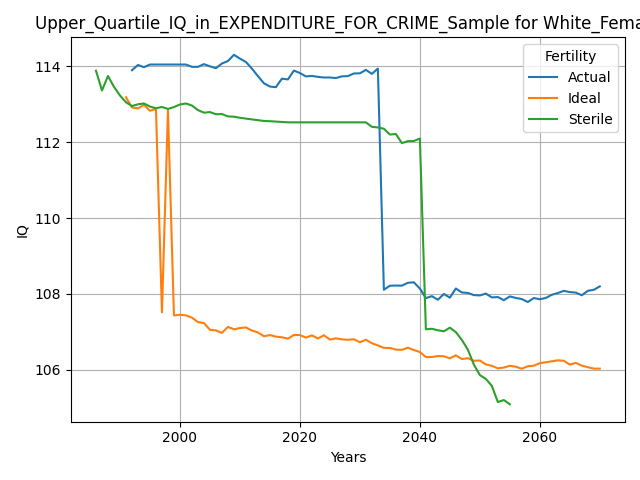 Upper_Quartile_IQ_in_EXPENDITURE_FOR_CRIME_Sample for White_Fema
Fertility
Actual
Ideal
Sterile
IQ
114
112
110
108
106
2000
2020
2040
2060
Years